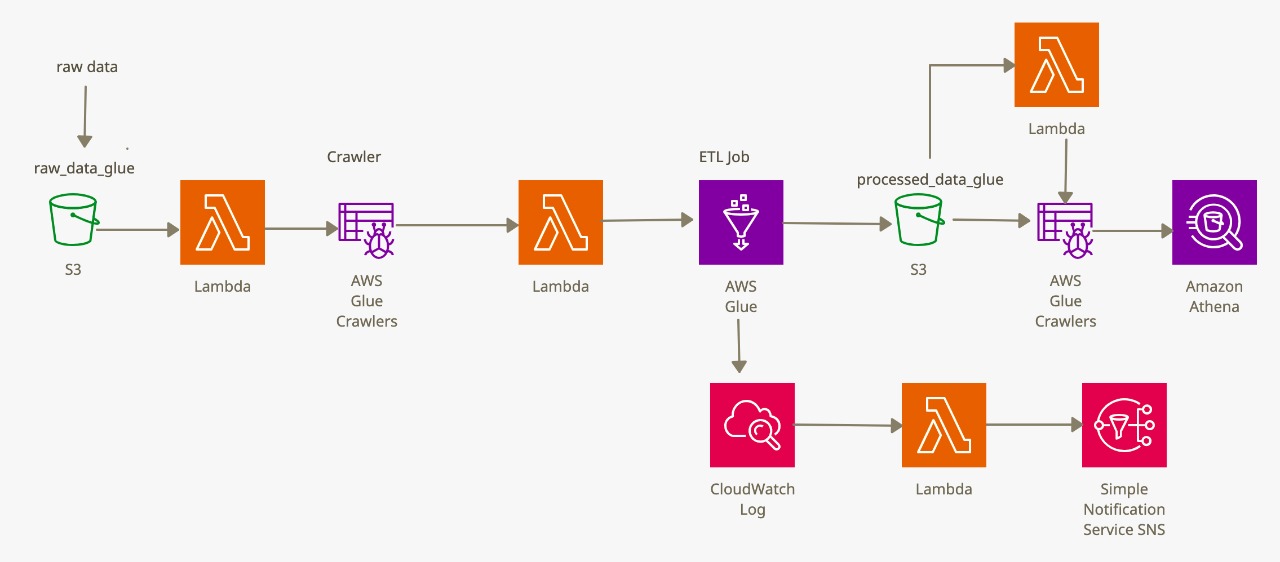 raw data
raw_data_glue
S3
Lambda
Crawler
AWS
Glue
Crawlers
Lambda
ETL Job
AWS
Glue
processed_data_glue
S3
Lambda
AWS
Glue
Crawlers
Amazon
Athena
CloudWatch
Log
Lambda
Simple
Notification
Service SNS